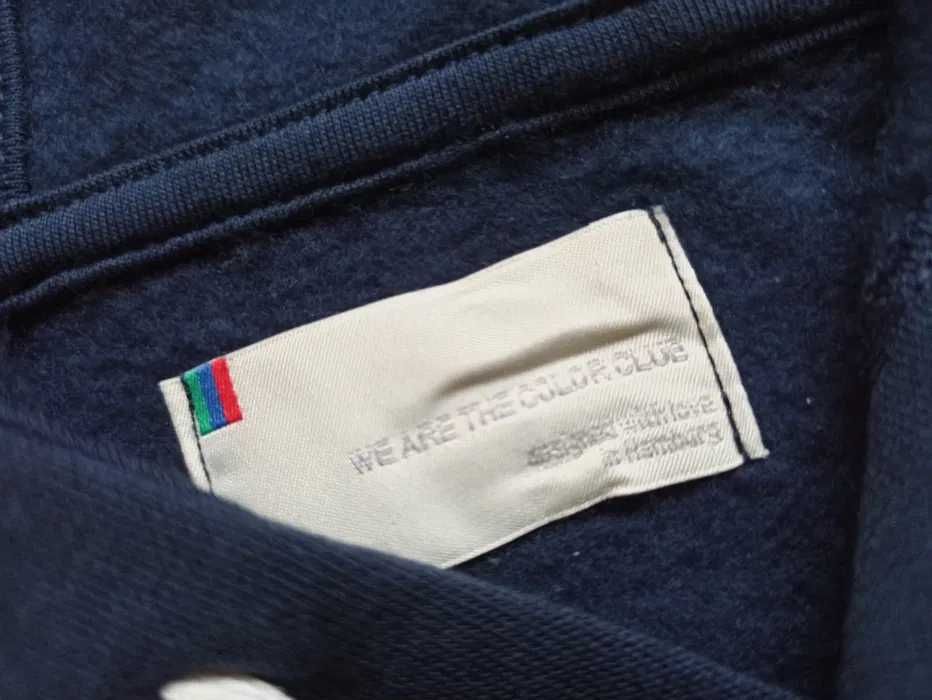 WE ARE THE COLOR CLUB
designed with love
in Hamburg